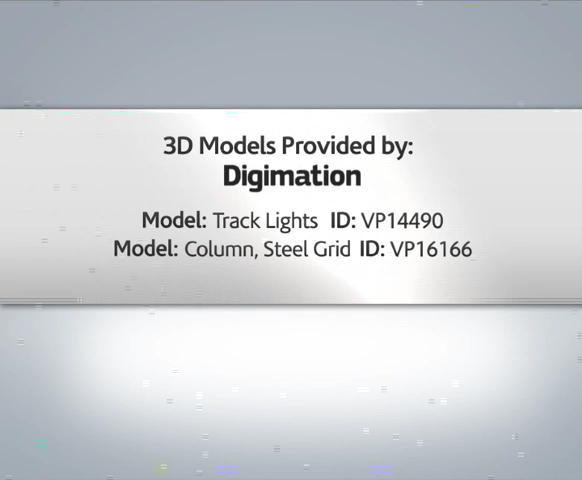 3D Models Provided by:
Digimation
Model: Track Lights ID: VP14490
Model: Column, Steel Grid ID: VP16166